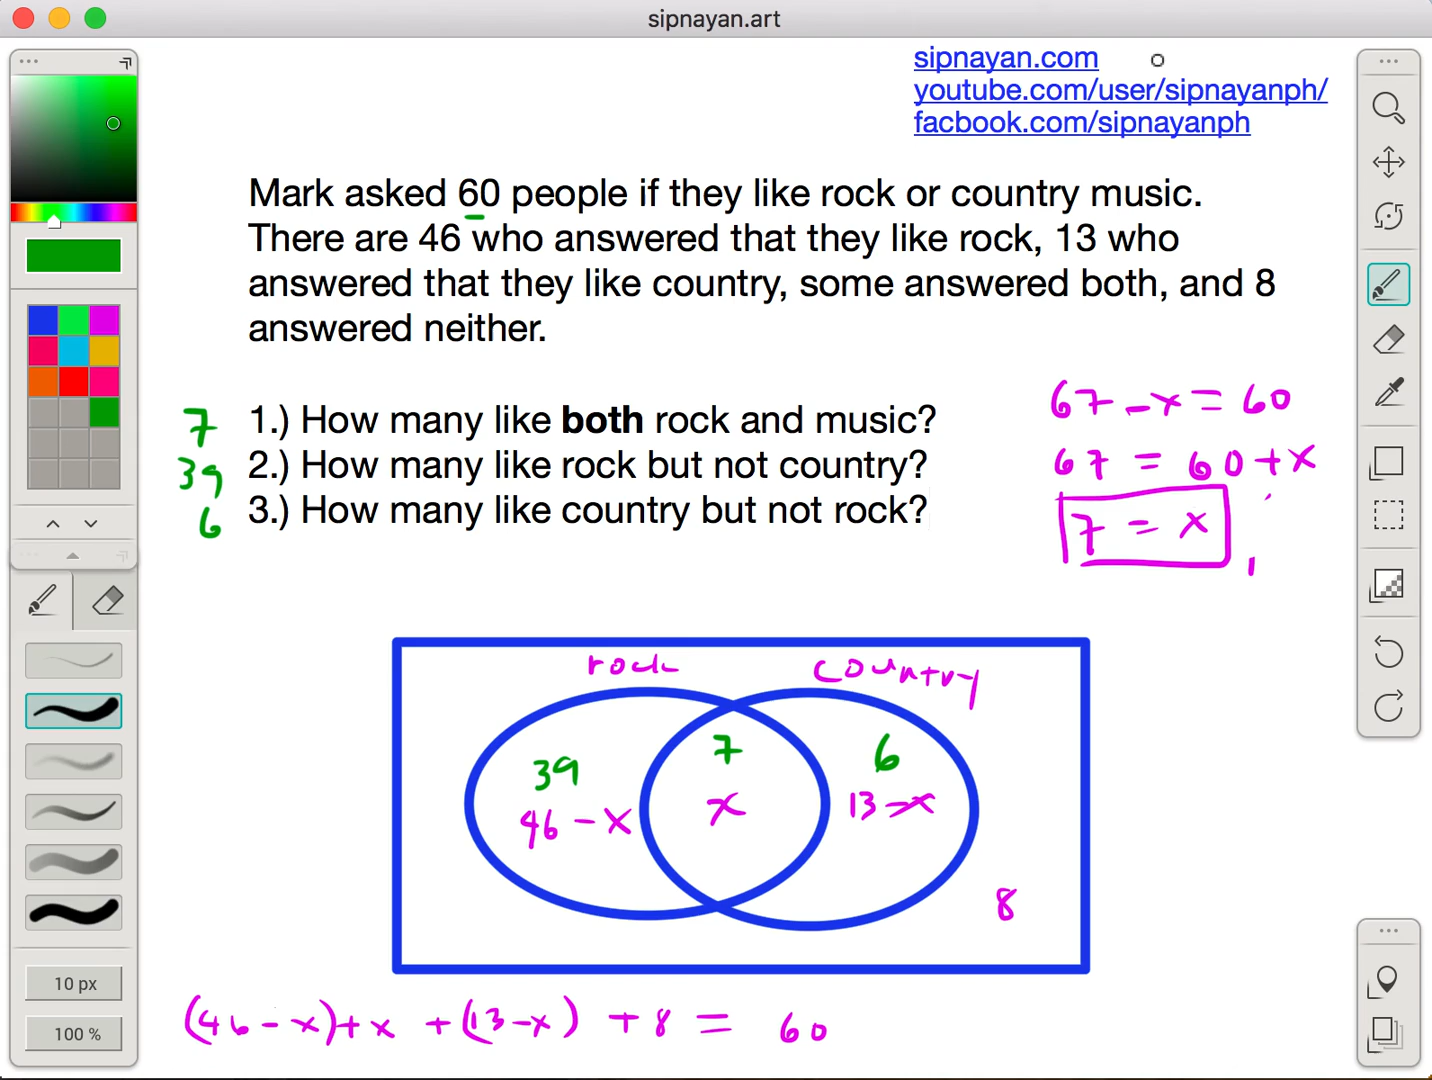 sipnayan.art
sipnayan.com
youtube.com/user/sipnayanph/
facbook.com/sipnayanph
Mark asked 60 people if they like rock or country music.
There are 46 who answered that they like rock, 13 who
answered that they like country, some answered both, and 8
answered neither.
7 1.) How many like both rock and music?
39 2.) How many like rock but not country?
6 3.) How many like country but not rock?
67 - x = 60
67 = 60 + x
7 = x
rock
country
39 7 6
46 - x x 13 - x
8
(46 - x) + x + (13 - x) + 8 = 60
10 px
100 %